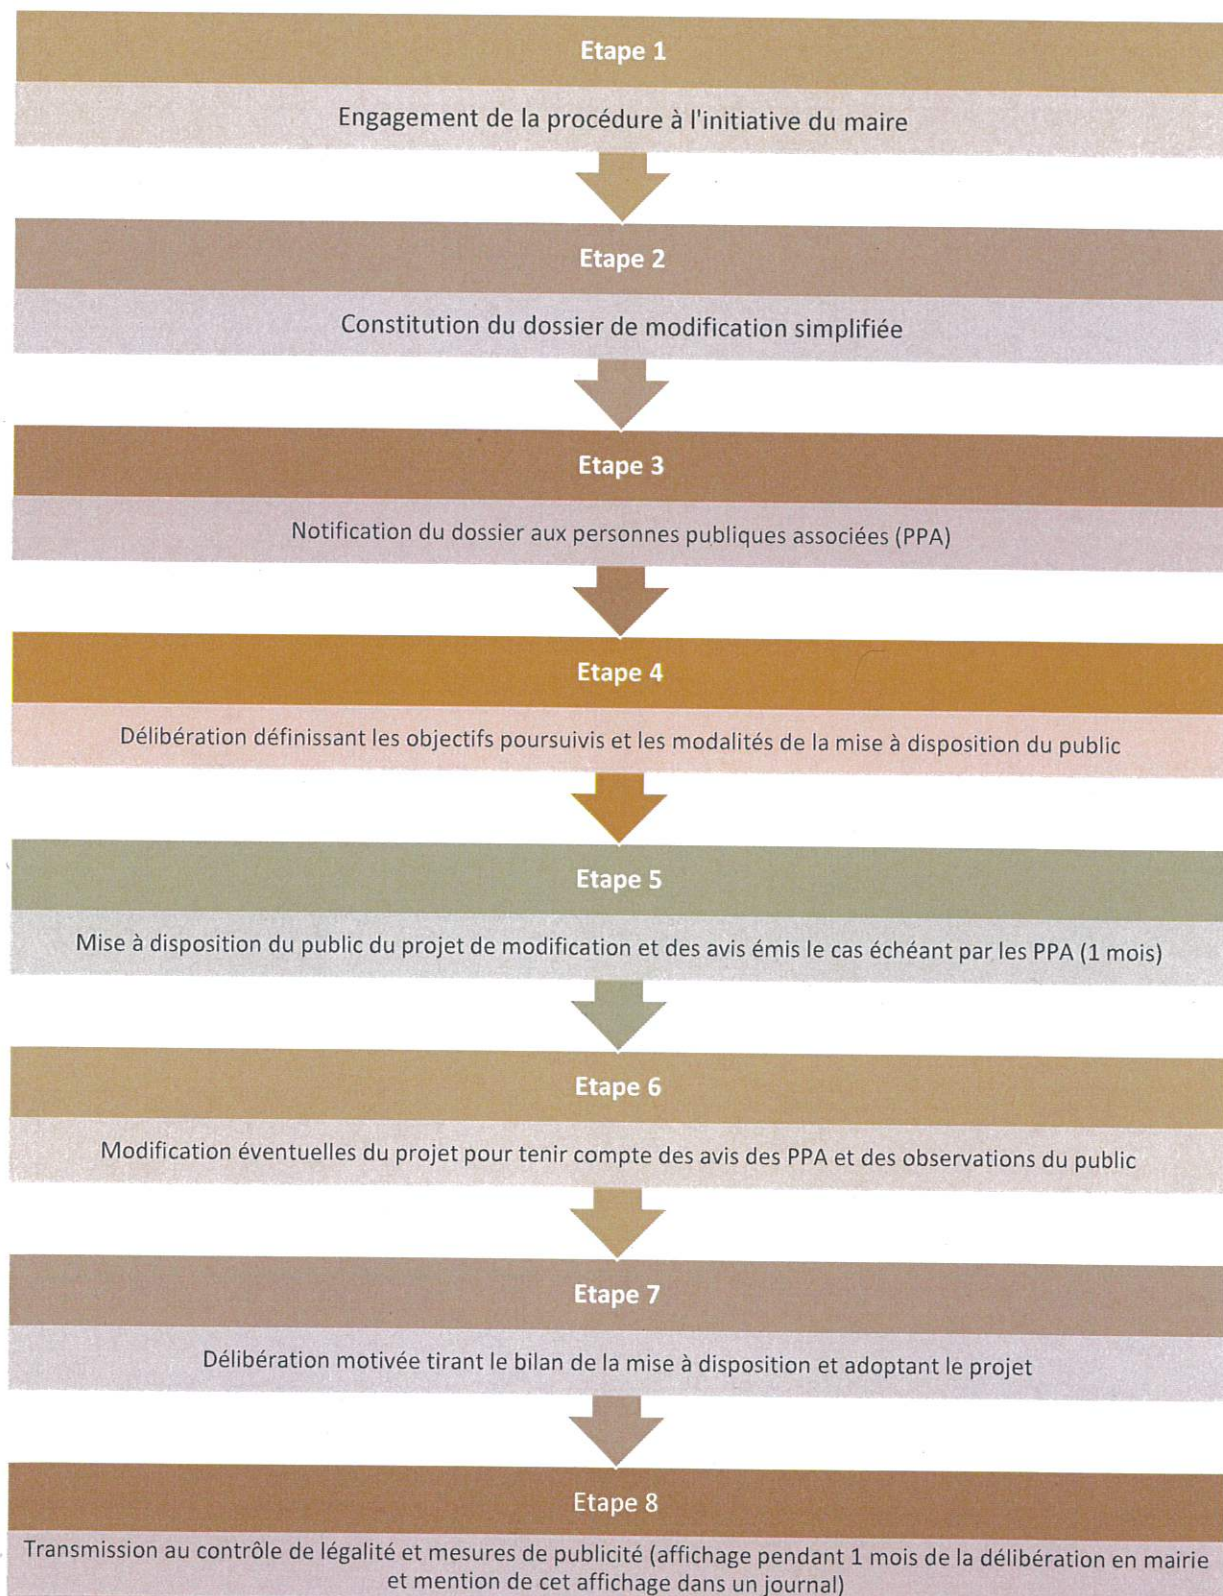 Etape 1
Engagement de la procédure à l'initiative du maire
Etape 2
Constitution du dossier de modification simplifiée
Etape 3
Notification du dossier aux personnes publiques associées (PPA)
Etape 4
Délibération définissant les objectifs poursuivis et les modalités de la mise à disposition du public
Etape 5
Mise à disposition du public du projet de modification et des avis émis le cas échéant par les PPA (1 mois)
Etape 6
Modification éventuelles du projet pour tenir compte des avis des PPA et des observations du public
Etape 7
Délibération motivée tirant le bilan de la mise à disposition et adoptant le projet
Etape 8
Transmission au contrôle de légalité et mesures de publicité (affichage pendant 1 mois de la délibération en mairie
et mention de cet affichage dans un journal)